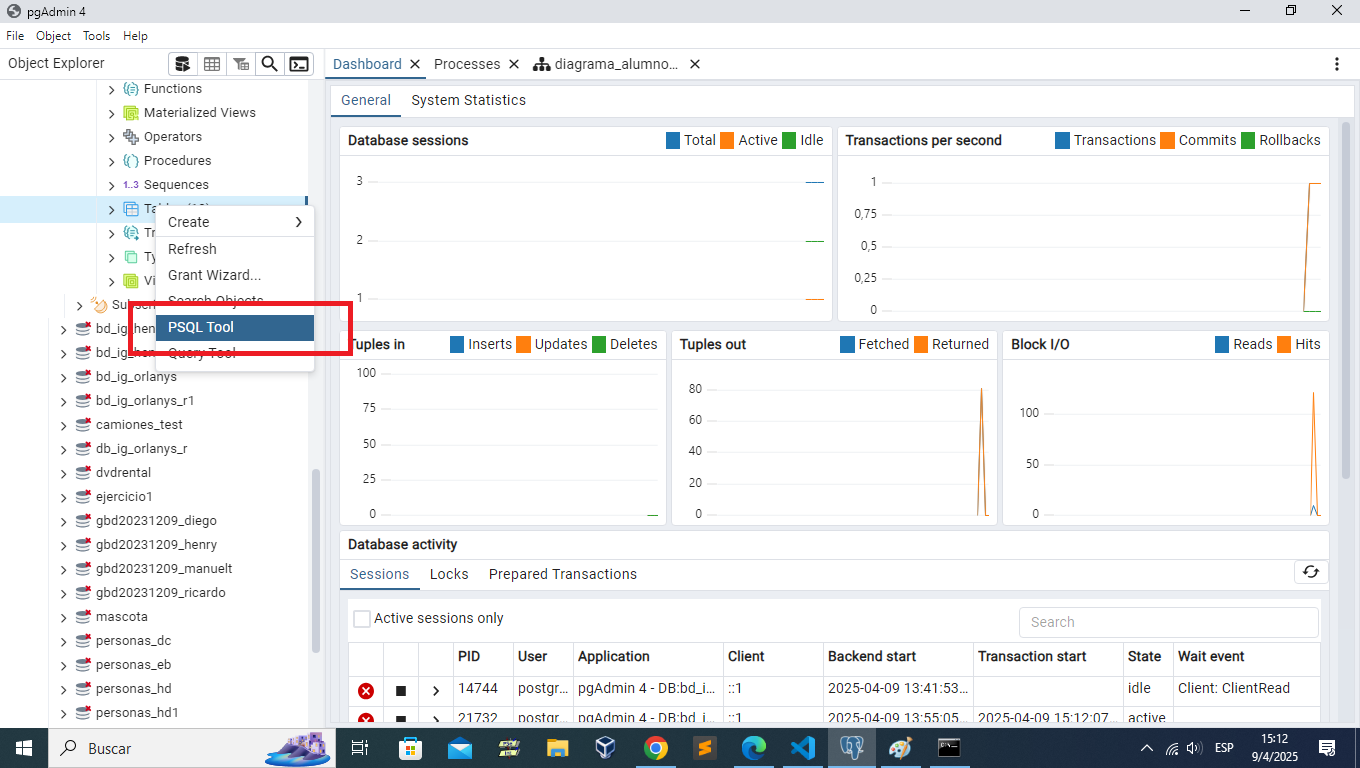 pgAdmin 4
File Object Tools Help
Object Explorer
Functions
Materialized Views
Operators
Procedures
1..3 Sequences
Create
Refresh
Grant Wizard...
Search Objects...
PSQL Tool
Query Tool
bd_ig_orlanys
bd_ig_orlanys_r1
camiones_test
db_ig_orlanys_r
dvdrental
ejercicio1
gbd20231209_diego
gbd20231209_henry
gbd20231209_manuelt
gbd20231209_ricardo
mascota
personas_dc
personas_eb
personas_hd
personas_hd1
Dashboard Processes diagrama_alumno...
General System Statistics
Database sessions Total Active Idle
3
2
1
Transactions per second Transactions Commits Rollbacks
1
0,75
0,5
0,25
0
Tuples in Inserts Updates Deletes
100
75
50
25
0
Tuples out Fetched Returned
80
60
40
20
0
Block I/O Reads Hits
100
50
0
Database activity
Sessions Locks Prepared Transactions
Active sessions only Search
PID User Application Client Backend start Transaction start State Wait event
14744 postgr... pgAdmin 4 - DB:bd_i... ::1 2025-04-09 13:41:53... idle Client: ClientRead
21732 postgr... pgAdmin 4 - DB:bd_i... ::1 2025-04-09 13:55:05... 2025-04-09 15:12:07... active
Buscar
ESP
15:12
9/4/2025